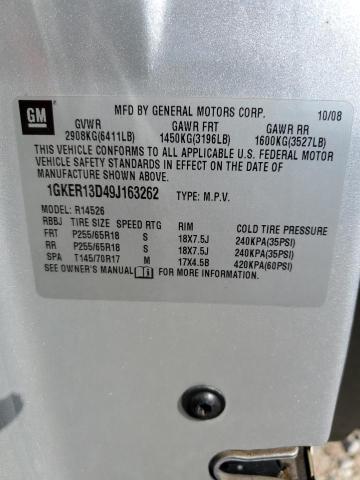 GM
MFD BY GENERAL MOTORS CORP. 10/08
GVWR GAWR FRT GAWR RR
2908KG(6411LB) 1450KG(3196LB) 1600KG(3527LB)
THIS VEHICLE CONFORMS TO ALL APPLICABLE U.S. FEDERAL MOTOR
VEHICLE SAFETY STANDARDS IN EFFECT ON THE DATE OF
MANUFACTURE SHOWN ABOVE.
1GKER13D49J163262 TYPE: M.P.V.
MODEL: R14526
RBBJ TIRE SIZE SPEED RTG RIM COLD TIRE PRESSURE
FRT P255/65R18 S 18X7.5J 240KPA(35PSI)
RR P255/65R18 S 18X7.5J 240KPA(35PSI)
SPA T145/70R17 M 17X4.5B 420KPA(60PSI)
SEE OWNER'S MANUAL FOR MORE INFORMATION.